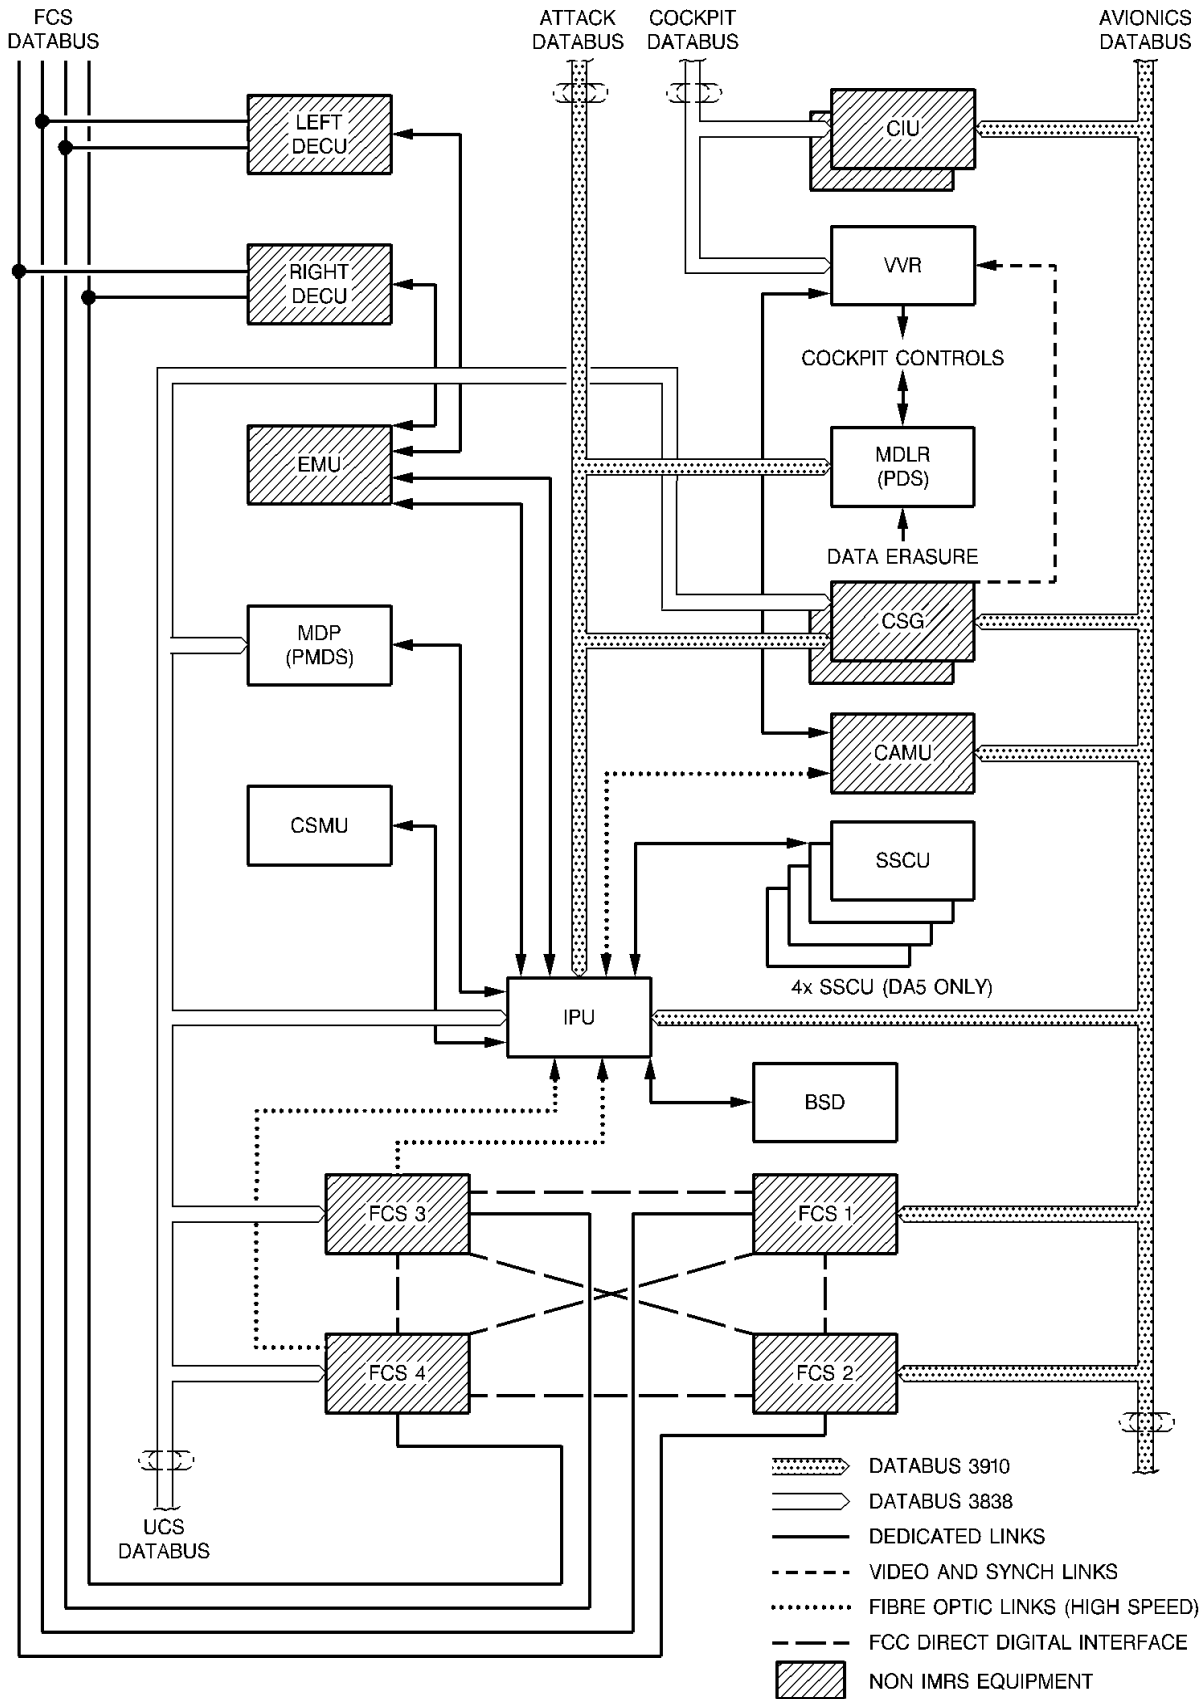 FCS
DATABUS
ATTACK
DATABUS
COCKPIT
DATABUS
AVIONICS
DATABUS
LEFT
DECU
CIU
RIGHT
DECU
VVR
COCKPIT CONTROLS
EMU
MDLR
(PDS)
DATA ERASURE
MDP
(PMDS)
CSG
CAMU
CSMU
SSCU
4x SSCU (DA5 ONLY)
IPU
BSD
FCS 3
FCS 1
FCS 4
FCS 2
UCS
DATABUS
DATABUS 3910
DATABUS 3838
DEDICATED LINKS
VIDEO AND SYNCH LINKS
FIBRE OPTIC LINKS (HIGH SPEED)
FCC DIRECT DIGITAL INTERFACE
NON IMRS EQUIPMENT